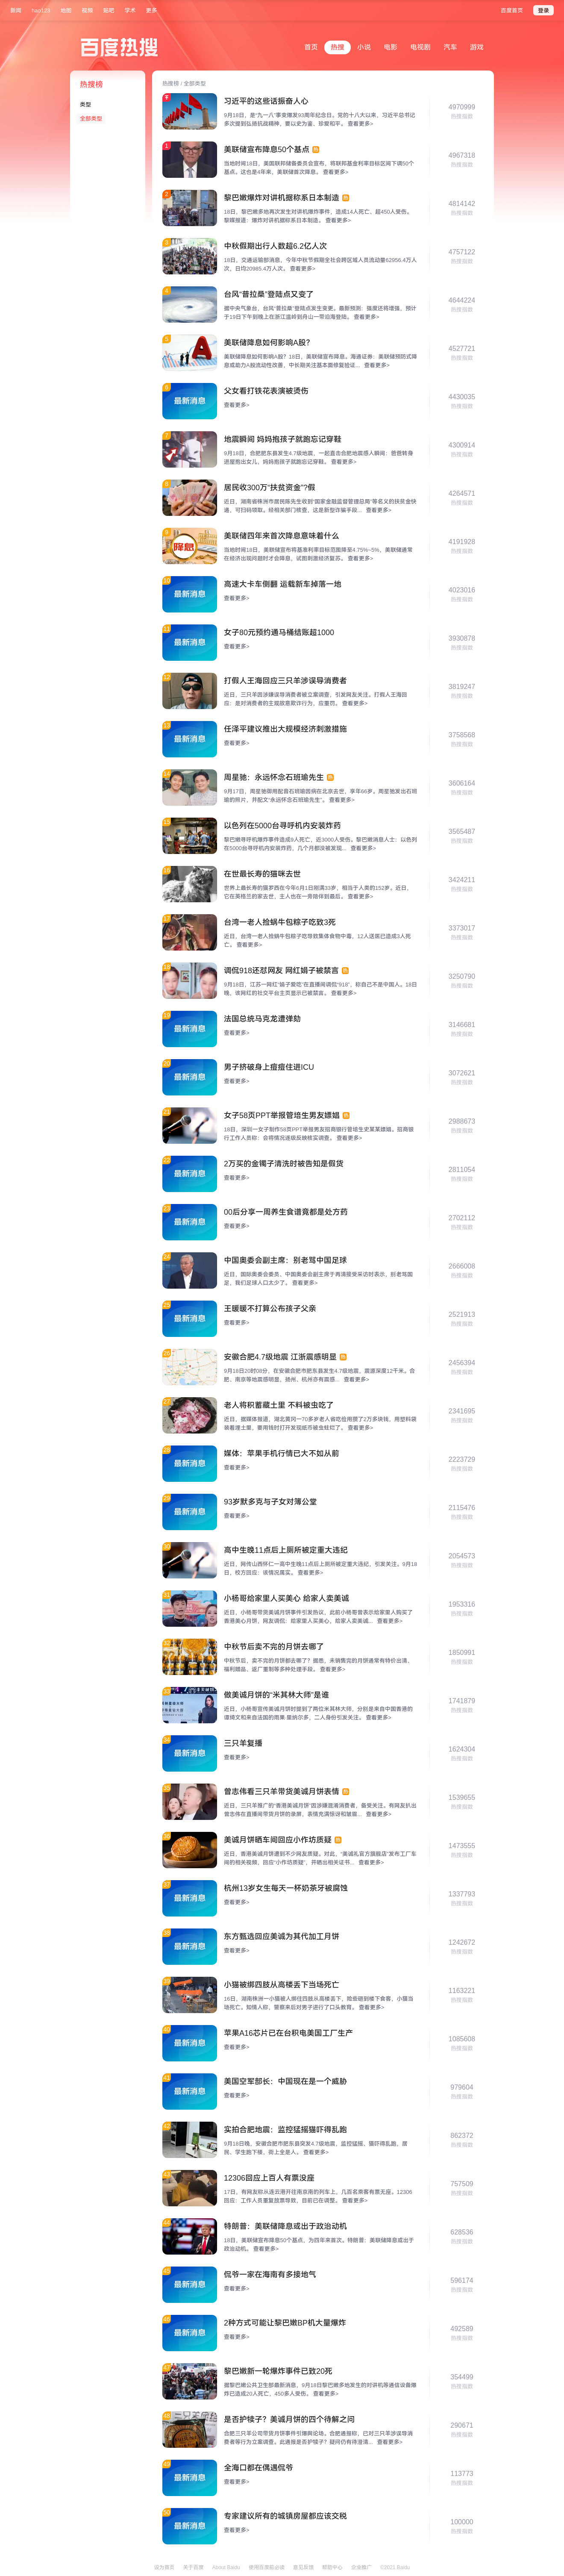 新闻 hao123 地图 视频 贴吧 学术 更多 百度首页 登录
百度热搜
首页 热搜 小说 电影 电视剧 汽车 游戏
热搜榜
类型
全部类型
热搜榜 / 全部类型
习近平的这些话振奋人心
9月18日,是“九一八”事变爆发93周年纪念日。党的十八大以来,习近平总书记
多次提到弘扬抗战精神,要以史为鉴、珍爱和平。 查看更多>
4970999
热搜指数
1
美联储宣布降息50个基点 热
当地时间18日,美国联邦储备委员会宣布,将联邦基金利率目标区间下调50个
基点,这也是4年来,美联储首次降息。 查看更多>
4967318
热搜指数
2
黎巴嫩爆炸对讲机据称系日本制造 热
18日,黎巴嫩多地再次发生对讲机爆炸事件,造成14人死亡、超450人受伤。
黎媒报道:爆炸对讲机据称系日本制造。 查看更多>
4814142
热搜指数
3
中秋假期出行人数超6.2亿人次
18日,交通运输部消息,今年中秋节假期全社会跨区域人员流动量62956.4万人
次,日均20985.4万人次。 查看更多>
4757122
热搜指数
4
台风“普拉桑”登陆点又变了
据中央气象台,台风“普拉桑”登陆点发生变更。最新预测:强度还将增强,预计
于19日下午到晚上在浙江温岭到舟山一带沿海登陆。 查看更多>
4644224
热搜指数
5
美联储降息如何影响A股?
美联储降息如何影响A股?18日,美联储宣布降息。海通证券:美联储预防式降
息或助力A股流动性改善,中长期关注基本面修复验证... 查看更多>
4527721
热搜指数
6
最新消息
父女看打铁花表演被烫伤
查看更多>
4430035
热搜指数
7
地震瞬间 妈妈抱孩子就跑忘记穿鞋
9月18日,合肥肥东县发生4.7级地震,一起直击合肥地震感人瞬间:爸爸转身
进屋抱出女儿,妈妈抱孩子就跑忘记穿鞋。 查看更多>
4300914
热搜指数
8
居民收300万“扶贫资金”?假
近日,湖南省株洲市居民陈先生收到“国家金融监督管理总局”等名义的扶贫金快
递,可扫码领取。经相关部门核查,这是新型诈骗手段... 查看更多>
4264571
热搜指数
9
降息
美联储四年来首次降息意味着什么
当地时间18日,美联储宣布将基准利率目标范围降至4.75%~5%,美联储通常
在经济出现问题时才会降息,试图刺激经济复苏。 查看更多>
4191928
热搜指数
10
最新消息
高速大卡车侧翻 运载新车掉落一地
查看更多>
4023016
热搜指数
11
最新消息
女子80元预约通马桶结账超1000
查看更多>
3930878
热搜指数
12
打假人王海回应三只羊涉误导消费者
近日,三只羊因涉嫌误导消费者被立案调查,引发网友关注。打假人王海回
应:是对消费者的主观故意欺诈行为,应重罚。 查看更多>
3819247
热搜指数
13
最新消息
任泽平建议推出大规模经济刺激措施
查看更多>
3758568
热搜指数
14
周星驰:永远怀念石班瑜先生 热
9月17日,周星驰御用配音石班瑜因病在北京去世,享年66岁。周星驰发出石班
瑜的照片,并配文“永远怀念石班瑜先生”。 查看更多>
3606164
热搜指数
15
以色列在5000台寻呼机内安装炸药
黎巴嫩寻呼机爆炸事件造成9人死亡,近3000人受伤。黎巴嫩消息人士:以色列
在5000台寻呼机内安装炸药,几个月都没被发现... 查看更多>
3565487
热搜指数
16
在世最长寿的猫咪去世
世界上最长寿的猫罗西在今年6月1日刚满33岁,相当于人类的152岁。近日,
它在英格兰的家去世,主人也在一旁陪伴到最后。 查看更多>
3424211
热搜指数
17
台湾一老人捡蜗牛包粽子吃致3死
近日,台湾一老人捡蜗牛包粽子吃导致集体食物中毒,12人送医已造成3人死
亡。 查看更多>
3373017
热搜指数
18
调侃918还怼网友 网红娟子被禁言 热
9月18日,江苏一网红“娟子爱吃”在直播间调侃“918”,称自己不是中国人。18日
晚,该网红的社交平台主页显示已被禁言。 查看更多>
3250790
热搜指数
19
最新消息
法国总统马克龙遭弹劾
查看更多>
3146681
热搜指数
20
最新消息
男子挤破身上痘痘住进ICU
查看更多>
3072621
热搜指数
21
女子58页PPT举报管培生男友嫖娼 热
18日,深圳一女子制作58页PPT举报男友招商银行管培生史某某嫖娼。招商银
行工作人员称:会将情况逐级反映核实调查。 查看更多>
2988673
热搜指数
22
最新消息
2万买的金镯子清洗时被告知是假货
查看更多>
2811054
热搜指数
23
最新消息
00后分享一周养生食谱竟都是处方药
查看更多>
2702112
热搜指数
24
中国奥委会副主席:别老骂中国足球
近日,国际奥委会委员、中国奥委会副主席于再清接受采访时表示,别老骂国
足,我们足球人口太少了。 查看更多>
2666008
热搜指数
25
最新消息
王暖暖不打算公布孩子父亲
查看更多>
2521913
热搜指数
26
安徽合肥4.7级地震 江浙震感明显 热
9月18日20时08分,在安徽合肥市肥东县发生4.7级地震,震源深度12千米。合
肥、南京等地震感明显,扬州、杭州亦有震感... 查看更多>
2456394
热搜指数
27
老人将积蓄藏土里 不料被虫吃了
近日,据媒体报道,湖北黄冈一70多岁老人省吃俭用攒了2万多块钱,用塑料袋
装着埋土里,要用钱时打开发现纸币被虫蛀烂了。 查看更多>
2341695
热搜指数
28
最新消息
媒体:苹果手机行情已大不如从前
查看更多>
2223729
热搜指数
29
最新消息
93岁默多克与子女对簿公堂
查看更多>
2115476
热搜指数
30
高中生晚11点后上厕所被定重大违纪
近日,网传山西怀仁一高中生晚11点后上厕所被定重大违纪,引发关注。9月18
日,校方回应:该情况属实。 查看更多>
2054573
热搜指数
31
小杨哥给家里人买美心 给家人卖美诚
近日,小杨哥带货美诚月饼事件引发热议,此前小杨哥曾表示给家里人购买了
香港美心月饼,网友调侃:给家里人买美心,给家人卖美诚... 查看更多>
1953316
热搜指数
32
中秋节后卖不完的月饼去哪了
中秋节后,卖不完的月饼都去哪了?据悉,未销售完的月饼通常有特价出清、
福利赠品、返厂重制等多种处理手段。 查看更多>
1850991
热搜指数
33
做美诚月饼的“米其林大师”是谁
近日,小杨哥宣传美诚月饼时提到了两位米其林大师,分别是来自中国香港的
谭绮文和来自法国的雨果·里纳尔多,二人身份引发关注。 查看更多>
1741879
热搜指数
34
最新消息
三只羊复播
查看更多>
1624304
热搜指数
35
曾志伟看三只羊带货美诚月饼表情 热
近日,三只羊推广的“香港美诚月饼”因涉嫌混淆消费者,备受关注。有网友扒出
曾志伟在直播间带货月饼的录屏,表情充满惊讶和皱眉... 查看更多>
1539655
热搜指数
36
美诚月饼晒车间回应小作坊质疑 热
近日,香港美诚月饼遭到不少网友质疑。对此,“美诚礼官方旗舰店”发布工厂车
间的相关视频,回应“小作坊质疑”,并晒出相关证书... 查看更多>
1473555
热搜指数
37
最新消息
杭州13岁女生每天一杯奶茶牙被腐蚀
查看更多>
1337793
热搜指数
38
最新消息
东方甄选回应美诚为其代加工月饼
查看更多>
1242672
热搜指数
39
小猫被绑四肢从高楼丢下当场死亡
16日,湖南株洲一小猫被人绑住四肢从高楼丢下,险些砸到楼下食客,小猫当
场死亡。知情人称,警察来后对男子进行了口头教育。 查看更多>
1163221
热搜指数
40
最新消息
苹果A16芯片已在台积电美国工厂生产
查看更多>
1085608
热搜指数
41
最新消息
美国空军部长:中国现在是一个威胁
查看更多>
979604
热搜指数
42
实拍合肥地震:监控猛摇猫吓得乱跑
9月18日晚,安徽合肥市肥东县突发4.7级地震,监控猛摇、猫吓得乱跑、居
民、学生跑下楼,街上全是人。 查看更多>
862372
热搜指数
43
12306回应上百人有票没座
17日,有网友称从连云港开往南京南的列车上,几百名乘客有票无座。12306
回应:工作人员重复放票导致,目前已在调整。 查看更多>
757509
热搜指数
44
特朗普:美联储降息或出于政治动机
18日,美联储宣布降息50个基点,为四年来首次。特朗普:美联储降息或出于
政治动机。 查看更多>
628536
热搜指数
45
最新消息
侃爷一家在海南有多接地气
查看更多>
596174
热搜指数
46
最新消息
2种方式可能让黎巴嫩BP机大量爆炸
查看更多>
492589
热搜指数
47
黎巴嫩新一轮爆炸事件已致20死
据黎巴嫩公共卫生部最新消息,9月18日黎巴嫩多地发生的对讲机等通信设备爆
炸已造成20人死亡,450多人受伤。 查看更多>
354499
热搜指数
48
是否护犊子?美诚月饼的四个待解之问
合肥三只羊公司带货月饼事件引爆舆论场。合肥通报称,已对三只羊涉误导消
费者等行为立案调查。此通报是否护犊子?疑问仍有待澄清... 查看更多>
290671
热搜指数
49
最新消息
全海口都在偶遇侃爷
查看更多>
113773
热搜指数
50
最新消息
专家建议所有的城镇房屋都应该交税
查看更多>
100000
热搜指数
设为首页 关于百度 About Baidu 使用百度前必读 意见反馈 帮助中心 企业推广 ©2021 Baidu